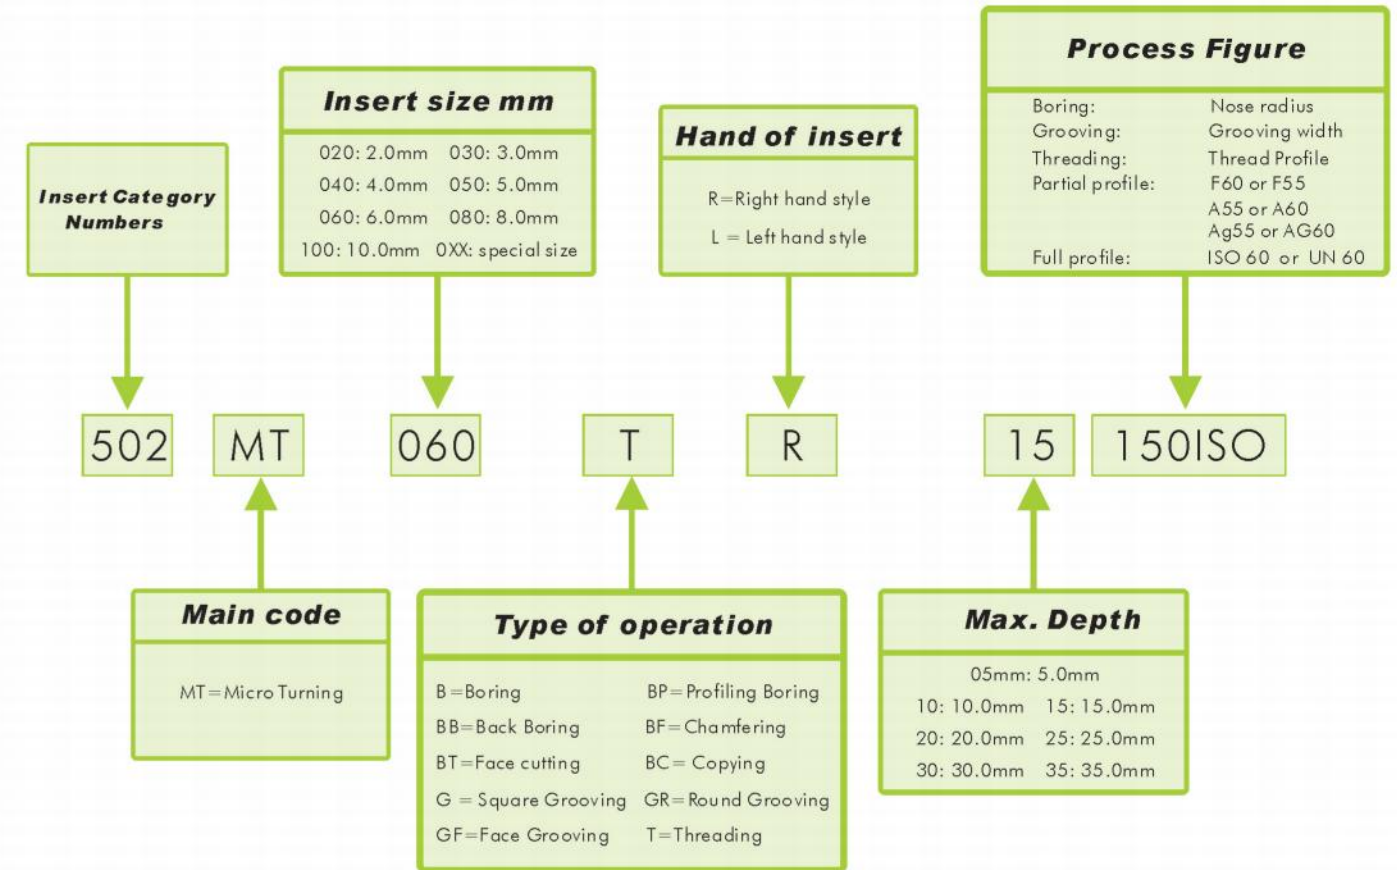 Process Figure
Boring: Nose radius
Grooving: Grooving width
Threading: Thread Profile
Partial profile: F60 or F55
A55 or A60
Ag55 or AG60
Full profile: ISO 60 or UN 60
Insert size mm
020: 2.0mm 030: 3.0mm
040: 4.0mm 050: 5.0mm
060: 6.0mm 080: 8.0mm
100: 10.0mm 0XX: special size
Hand of insert
R=Right hand style
L = Left hand style
Insert Category
Numbers
502 MT 060 T R 15 150ISO
Main code
MT=Micro Turning
Type of operation
B=Boring BP=Profiling Boring
BB=Back Boring BF=Chamfering
BT=Face cutting BC= Copying
G = Square Grooving GR=Round Grooving
GF=Face Grooving T=Threading
Max. Depth
05mm: 5.0mm
10: 10.0mm 15: 15.0mm
20: 20.0mm 25: 25.0mm
30: 30.0mm 35: 35.0mm